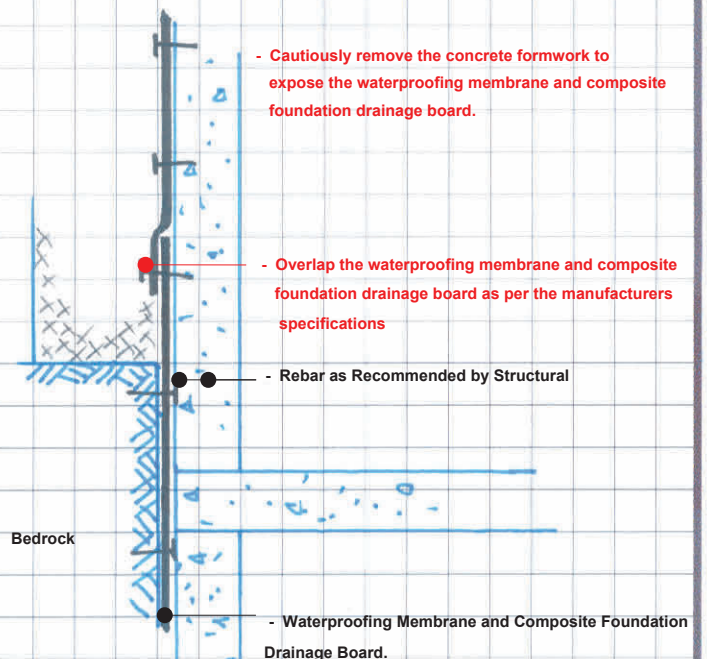 - Cautiously remove the concrete formwork to
expose the waterproofing membrane and composite
foundation drainage board.
- Overlap the waterproofing membrane and composite
foundation drainage board as per the manufacturers
specifications
- Rebar as Recommended by Structural
Bedrock
- Waterproofing Membrane and Composite Foundation
Drainage Board.